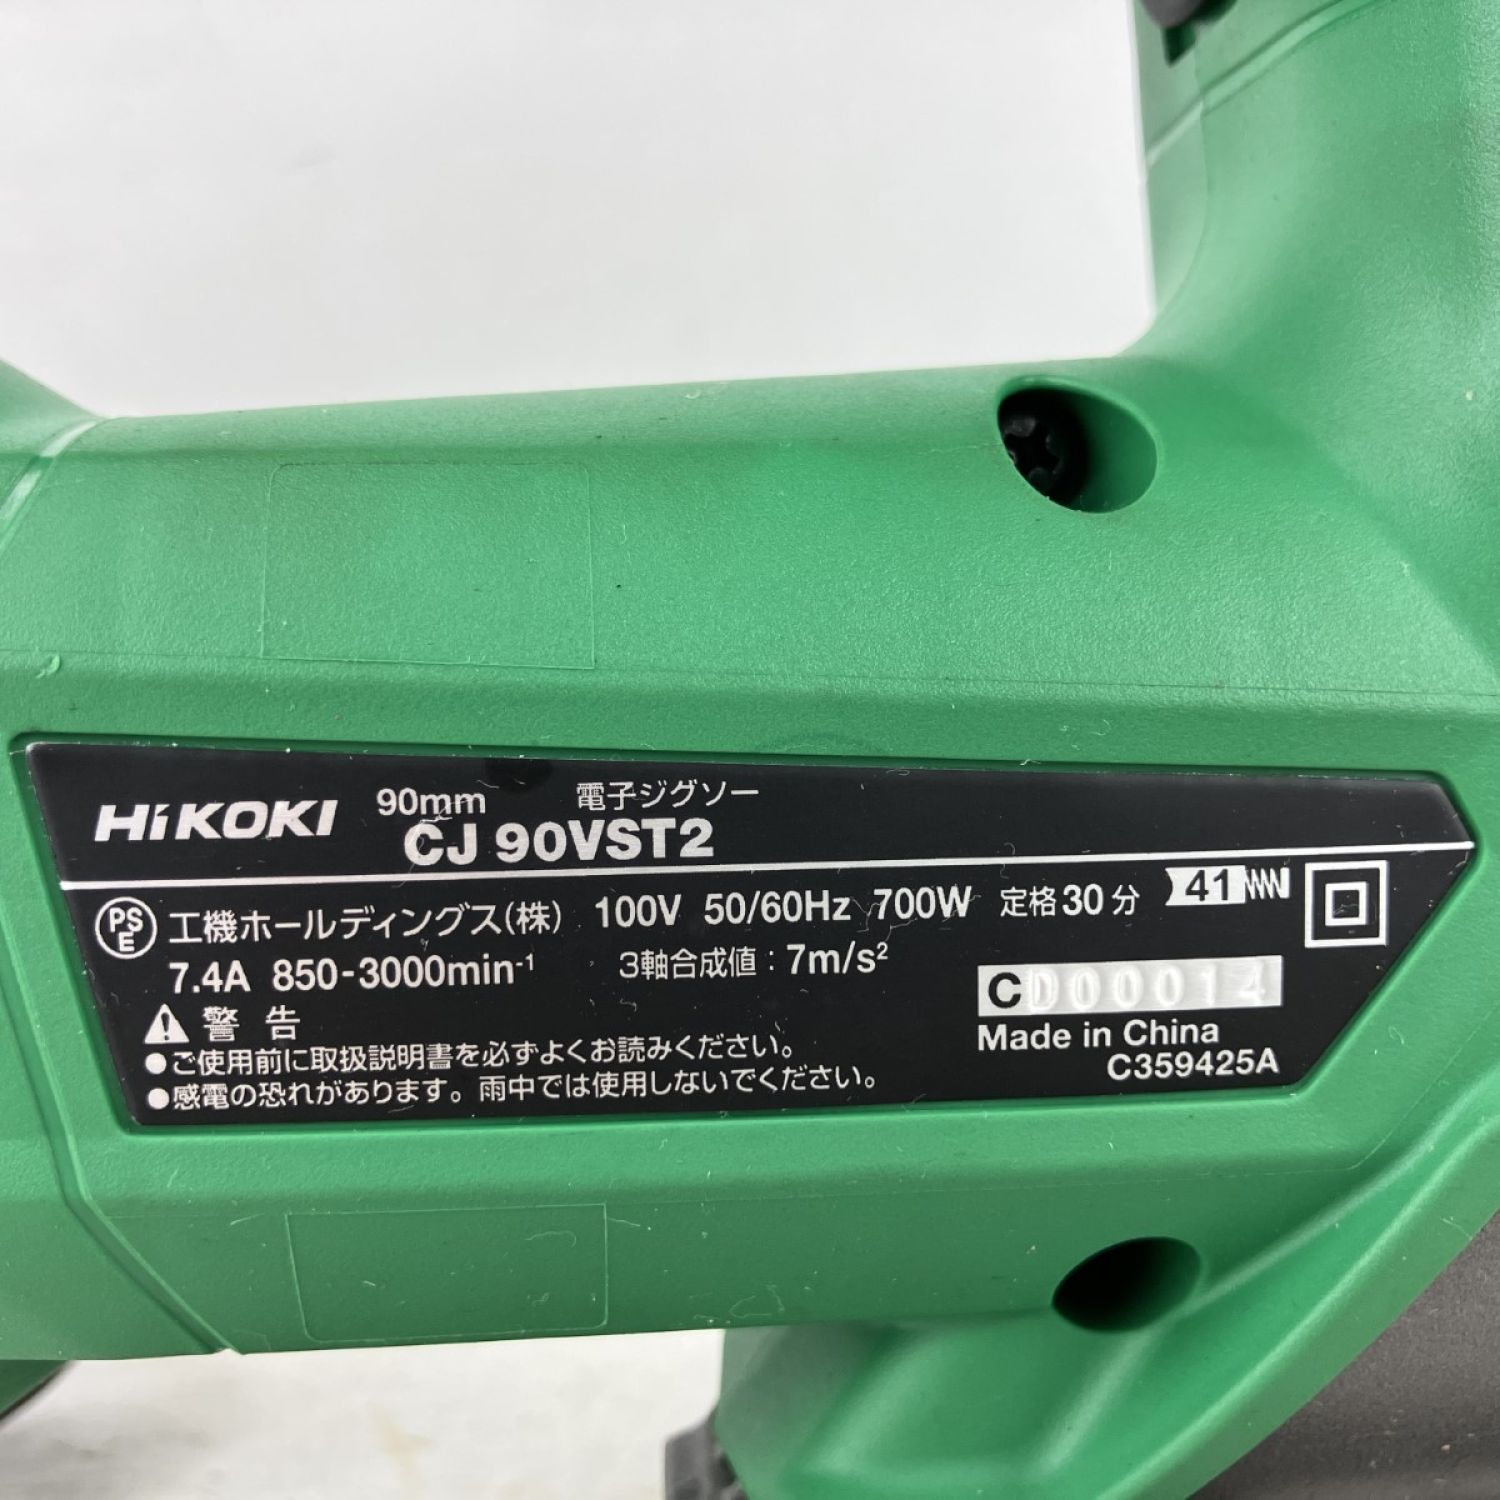 HiKOKI 90mm 電子ジグソー
CJ 90VST2
PSE 工機ホールディングス(株) 100V 50/60Hz 700W 定格30分 41
7.4A 850-3000min⁻¹ 3軸合成値：7m/s²
C D000014
⚠警告
Made in China
●ご使用前に取扱説明書を必ずよくお読みください。
C359425A
●感電の恐れがあります。雨中では使用しないでください。